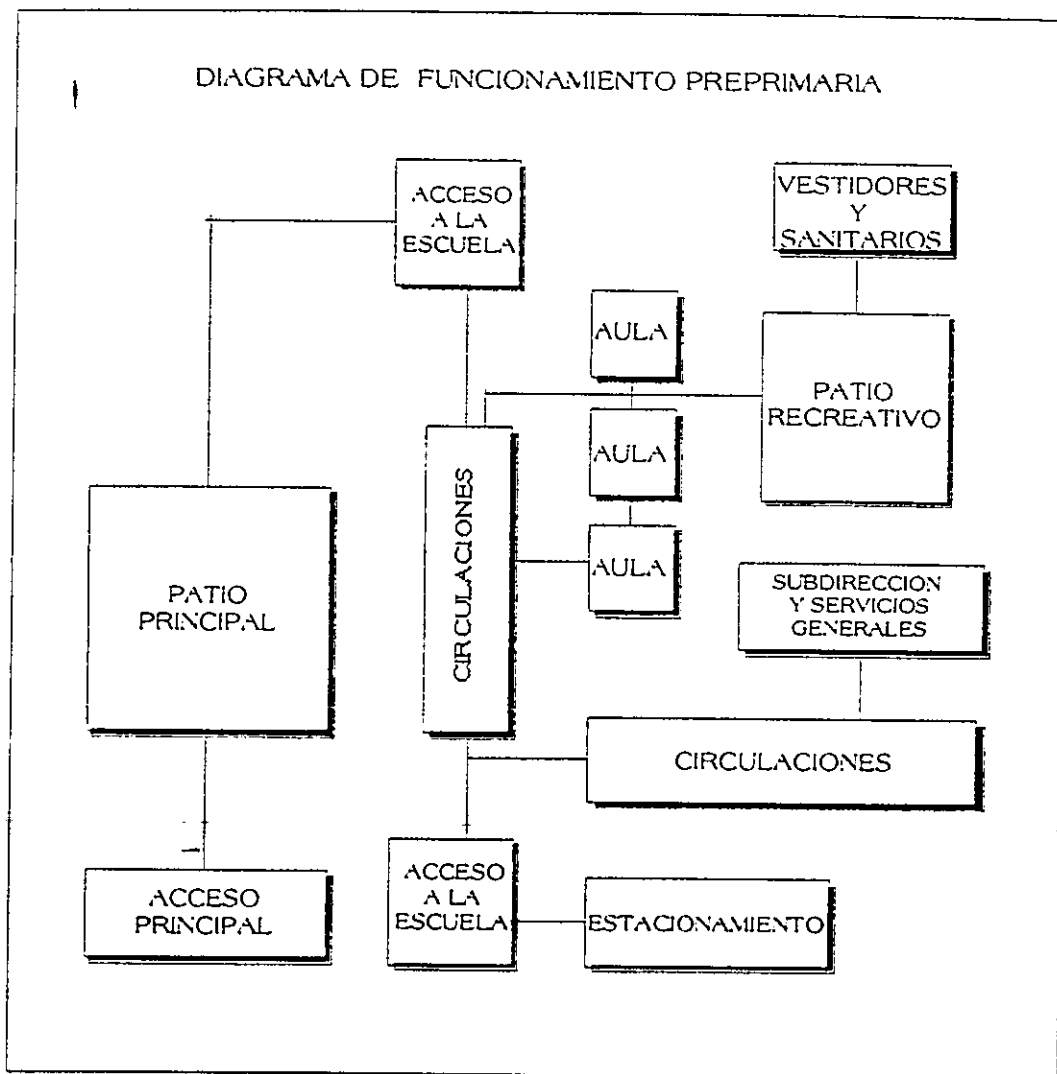 DIAGRAMA DE FUNCIONAMIENTO PREPRIMARIA
ACCESO
A LA
ESCUELA
VESTIDORES
Y
SANITARIOS
AULA
PATIO
RECREATIVO
AULA
CIRCULACIONES
AULA
PATIO
PRINCIPAL
SUBDIRECCION
Y SERVICIOS
GENERALES
CIRCULACIONES
ACCESO
PRINCIPAL
ACCESO
A LA
ESCUELA
ESTACIONAMIENTO